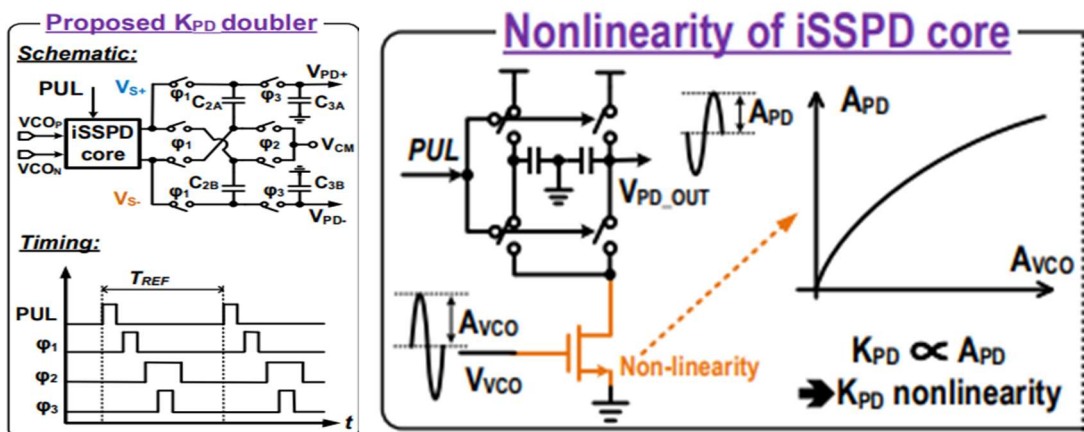 Proposed KPD doubler
Schematic:
PUL
VS+
φ1
C2A
φ3
C3A
VPD+
VCOP
VCON
iSSPD
core
φ1
φ2
VCM
VS-
φ1
C2B
φ3
C3B
VPD-
Timing:
TREF
PUL
φ1
φ2
φ3
t
Nonlinearity of iSSPD core
PUL
VPD_OUT
APD
AVCO
VVCO
Non-linearity
APD
AVCO
KPD ∝ APD
➔KPD nonlinearity